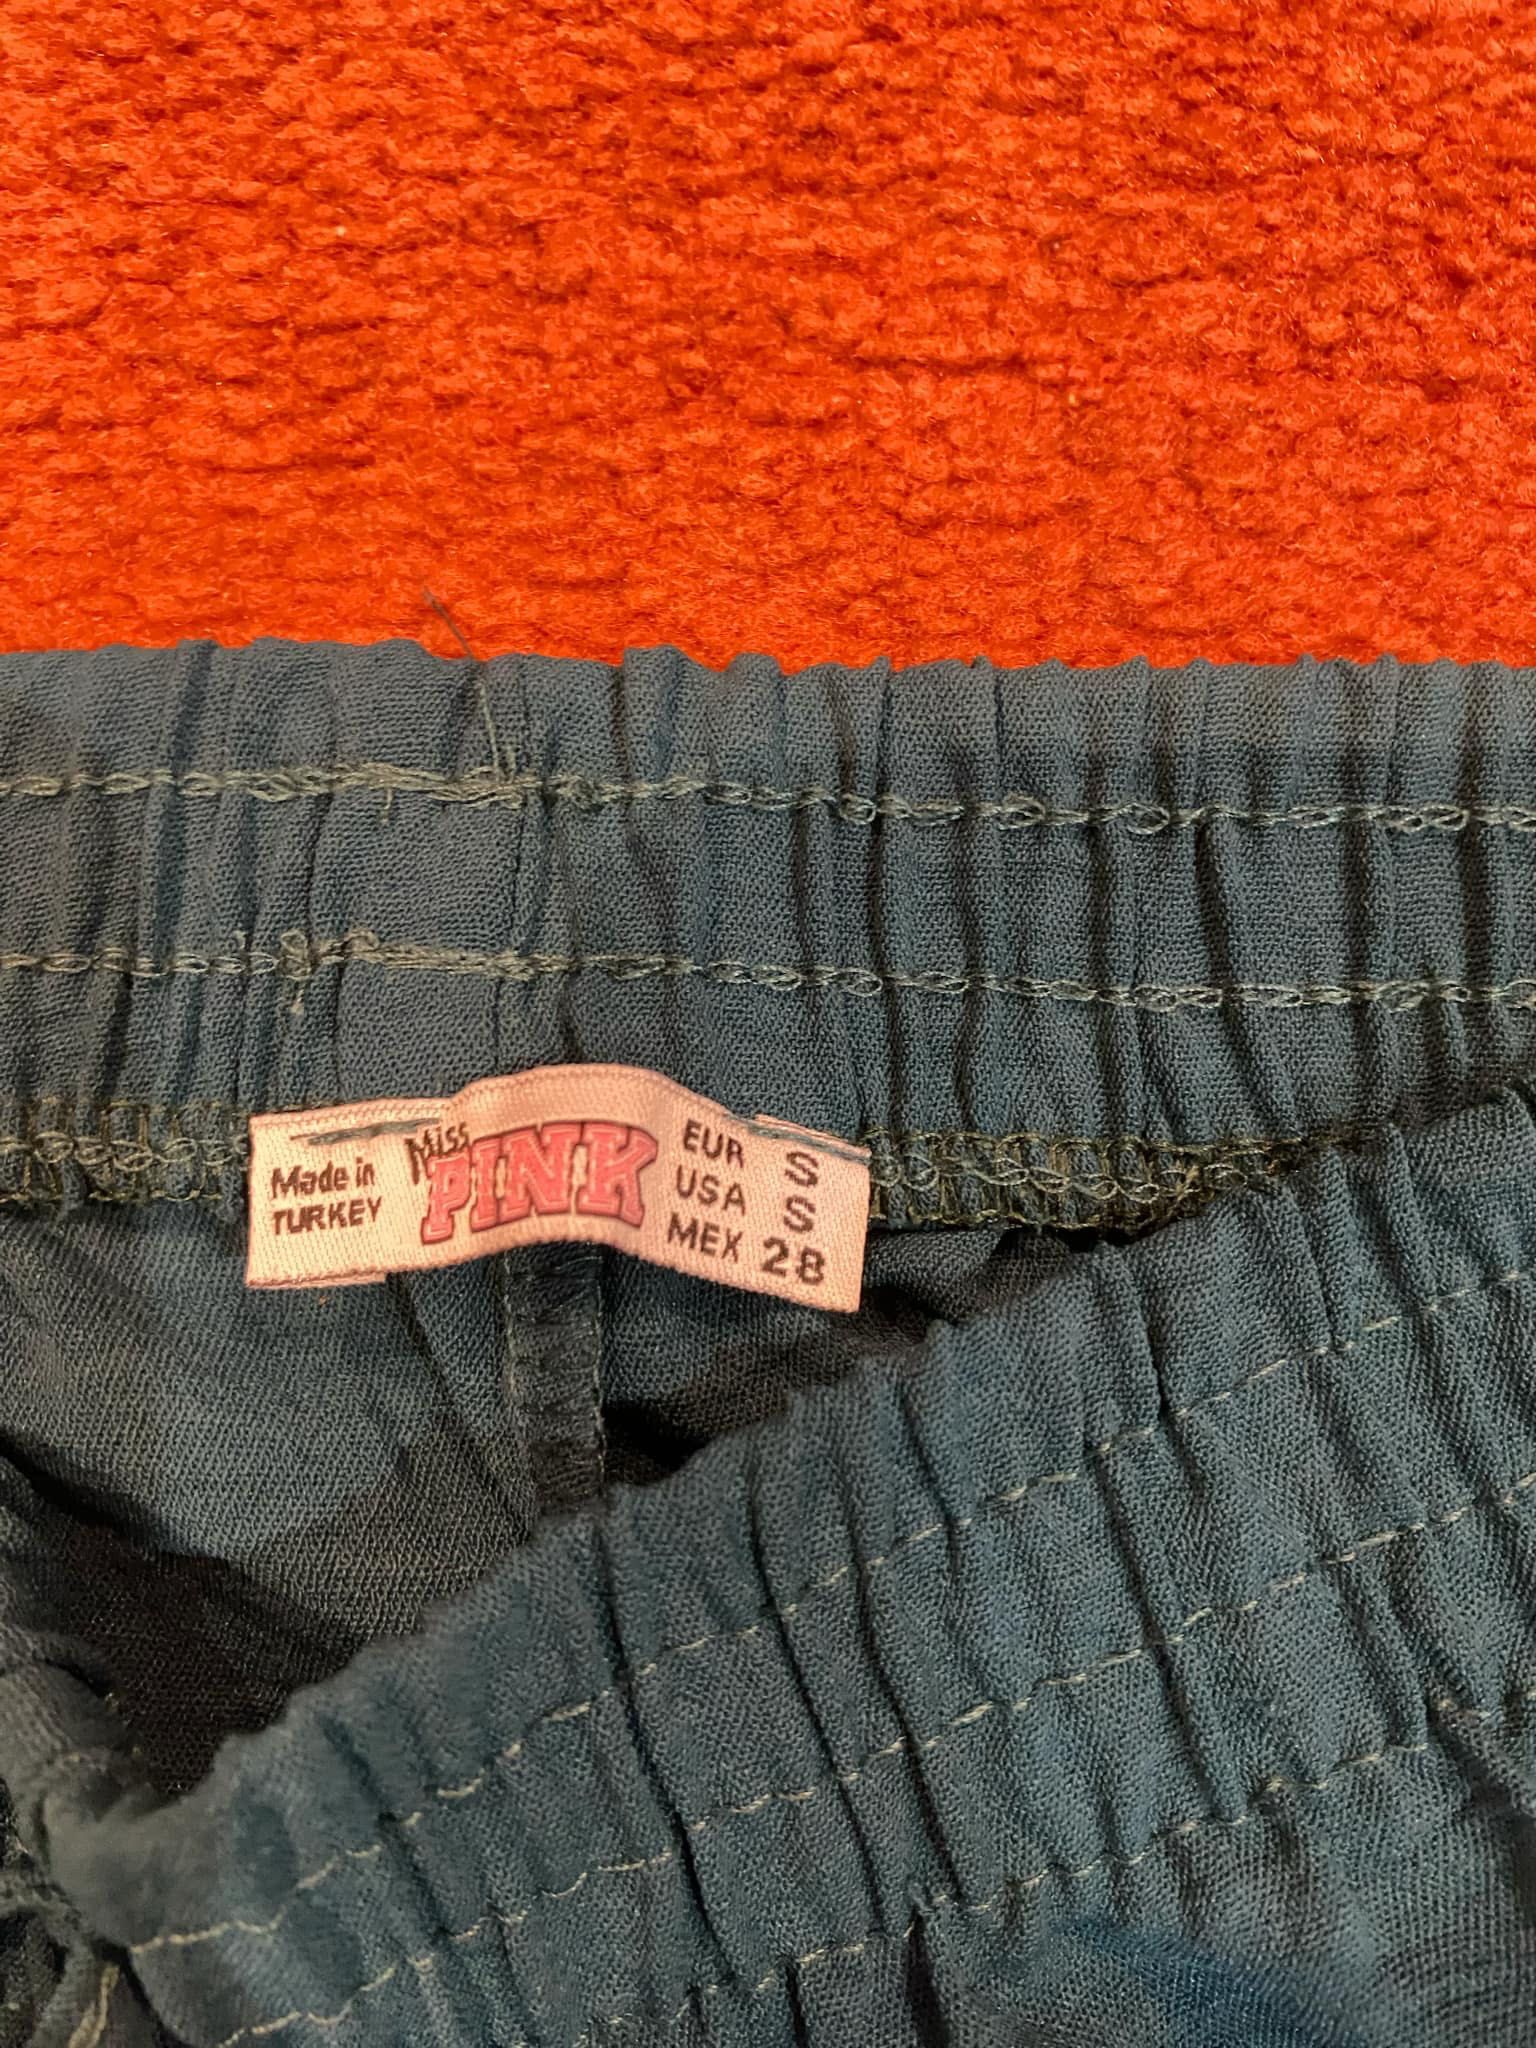 Made in
TURKEY
Miss
PINK
EUR S
USA S
MEX 28